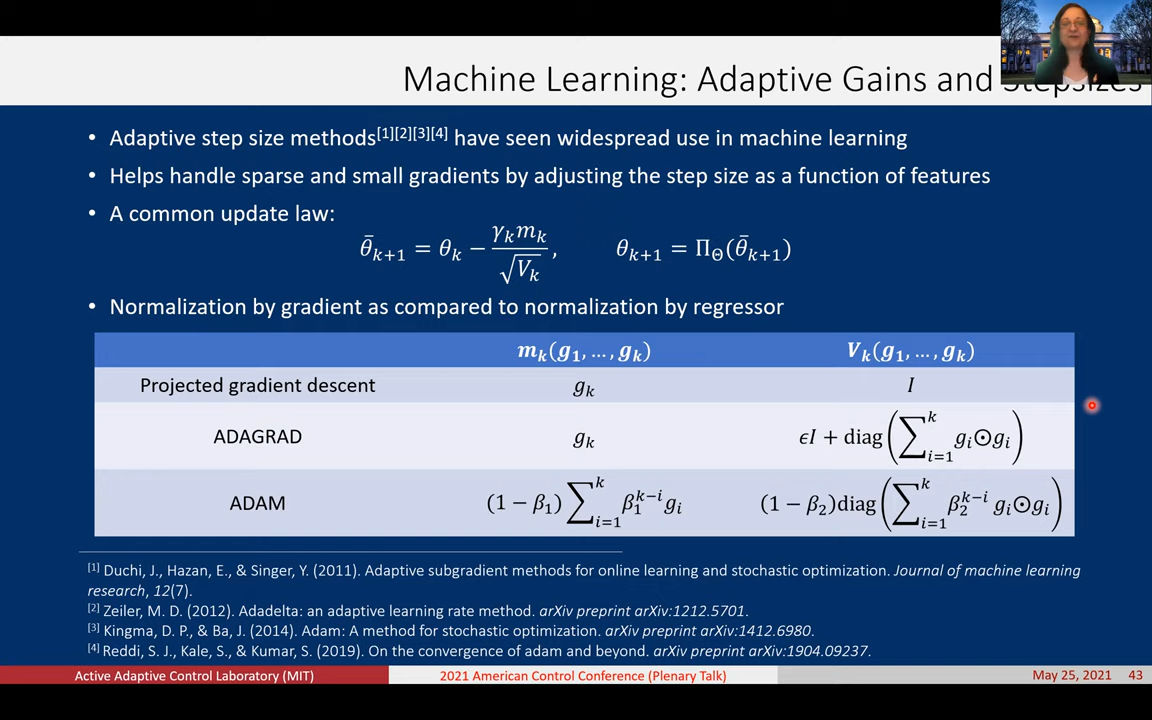 Machine Learning: Adaptive Gains and Stepsizes
• Adaptive step size methods[1][2][3][4] have seen widespread use in machine learning
• Helps handle sparse and small gradients by adjusting the step size as a function of features
• A common update law:
θ̄ₖ₊₁ = θₖ − γₖmₖ / √Vₖ , θₖ₊₁ = Π_Θ(θ̄ₖ₊₁)
• Normalization by gradient as compared to normalization by regressor
mₖ(g₁, …, gₖ) Vₖ(g₁, …, gₖ)
Projected gradient descent gₖ I
ADAGRAD gₖ ϵI + diag(∑_{i=1}^{k} gᵢ⊙gᵢ)
ADAM (1 − β₁) ∑_{i=1}^{k} β₁^{k−i} gᵢ (1 − β₂)diag(∑_{i=1}^{k} β₂^{k−i} gᵢ⊙gᵢ)
[1] Duchi, J., Hazan, E., & Singer, Y. (2011). Adaptive subgradient methods for online learning and stochastic optimization. Journal of machine learning
research, 12(7).
[2] Zeiler, M. D. (2012). Adadelta: an adaptive learning rate method. arXiv preprint arXiv:1212.5701.
[3] Kingma, D. P., & Ba, J. (2014). Adam: A method for stochastic optimization. arXiv preprint arXiv:1412.6980.
[4] Reddi, S. J., Kale, S., & Kumar, S. (2019). On the convergence of adam and beyond. arXiv preprint arXiv:1904.09237.
Active Adaptive Control Laboratory (MIT) 2021 American Control Conference (Plenary Talk) May 25, 2021 43